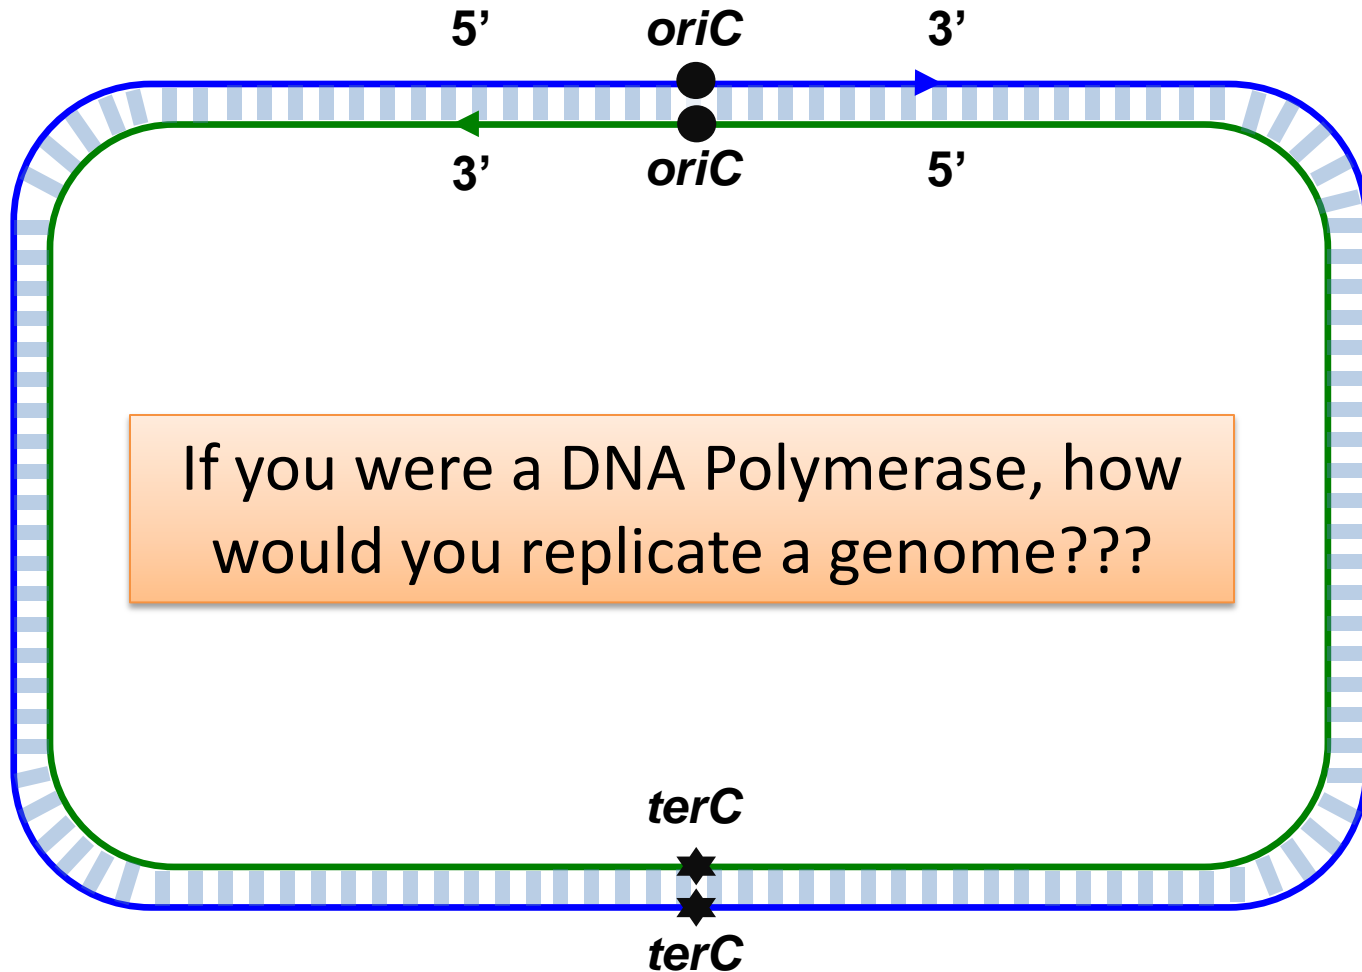 5’ oriC 3’
3’ oriC 5’
If you were a DNA Polymerase, how
would you replicate a genome???
terC
terC